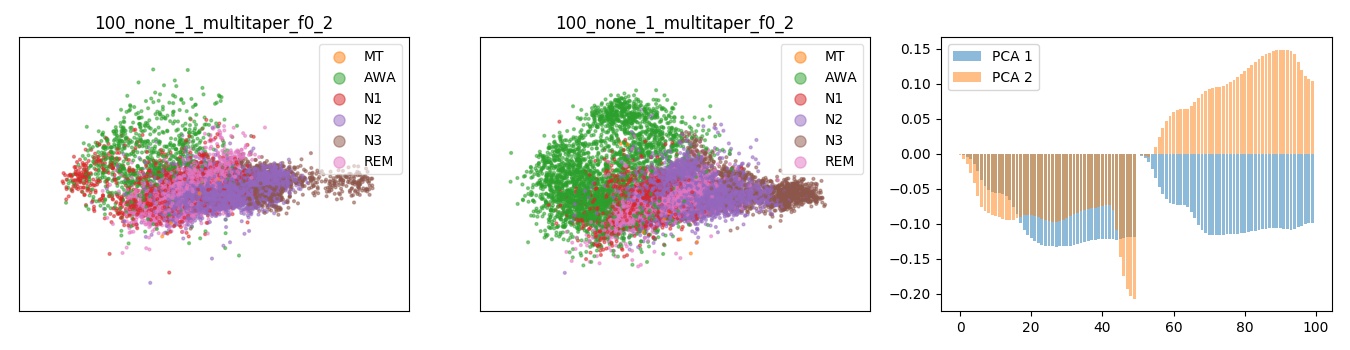 100_none_1_multitaper_f0_2
MT
AWA
N1
N2
N3
REM
100_none_1_multitaper_f0_2
MT
AWA
N1
N2
N3
REM
PCA 1
PCA 2
0.15
0.10
0.05
0.00
−0.05
−0.10
−0.15
−0.20
0 20 40 60 80 100